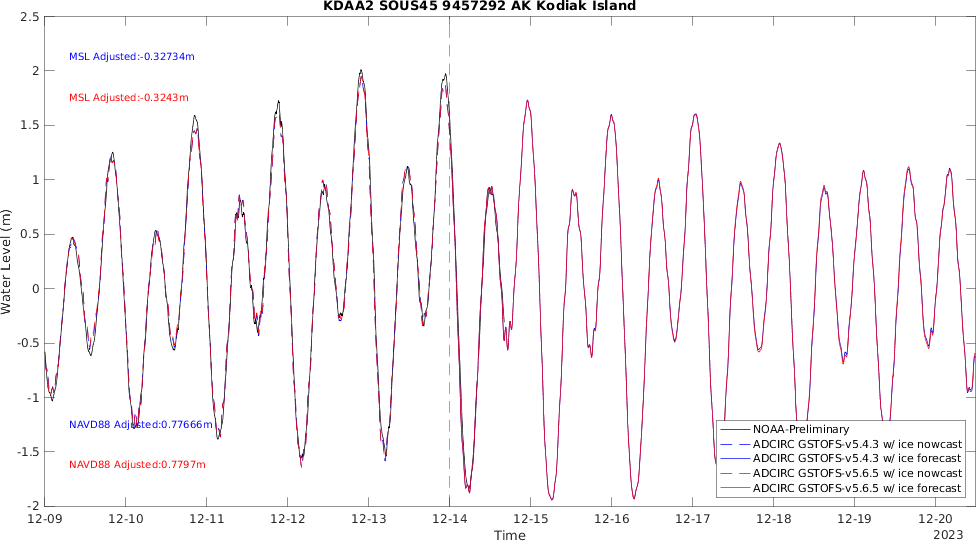 KDAA2 SOUS45 9457292 AK Kodiak Island
2.5
2
1.5
1
0.5
0
-0.5
-1
-1.5
-2
Water Level (m)
MSL Adjusted:-0.32734m
MSL Adjusted:-0.3243m
NAVD88 Adjusted:0.77666m
NAVD88 Adjusted:0.7797m
NOAA-Preliminary
ADCIRC GSTOFS-v5.4.3 w/ ice nowcast
ADCIRC GSTOFS-v5.4.3 w/ ice forecast
ADCIRC GSTOFS-v5.6.5 w/ ice nowcast
ADCIRC GSTOFS-v5.6.5 w/ ice forecast
12-09 12-10 12-11 12-12 12-13 12-14 12-15 12-16 12-17 12-18 12-19 12-20
2023
Time